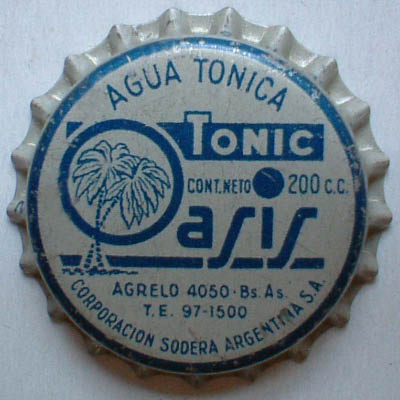 AGUA TONICA
TONIC
CONT. NETO 200 C.C.
Oasis
AGRELO 4050 · Bs. As.
T. E. 97-1500
CORPORACION SODERA ARGENTINA S.A.